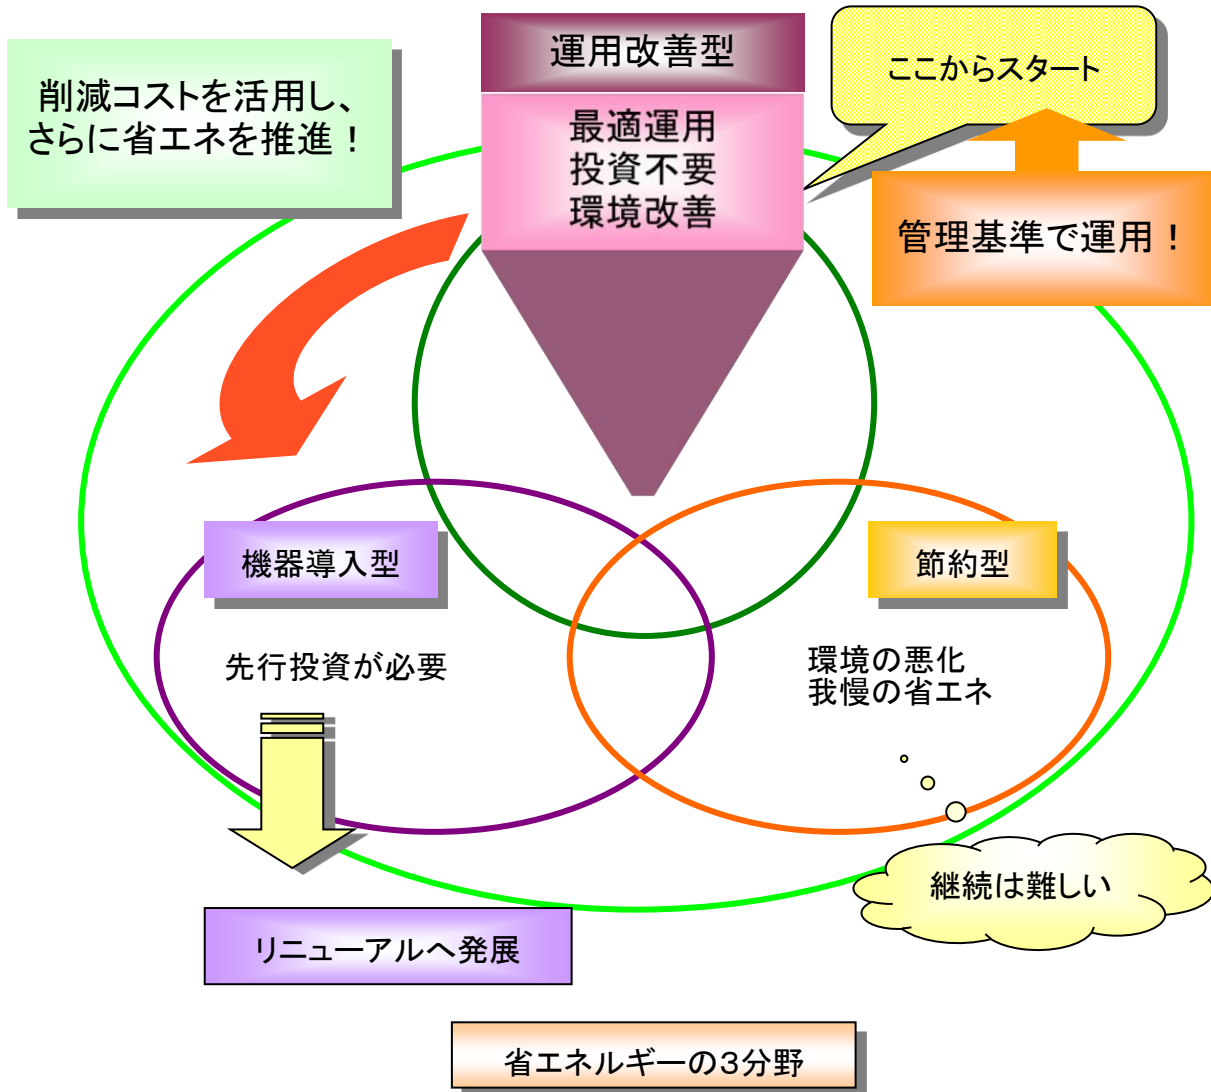 運用改善型
ここからスタート
削減コストを活用し、
さらに省エネを推進！
最適運用
投資不要
環境改善
管理基準で運用！
機器導入型
節約型
先行投資が必要
環境の悪化
我慢の省エネ
継続は難しい
リニューアルへ発展
省エネルギーの３分野